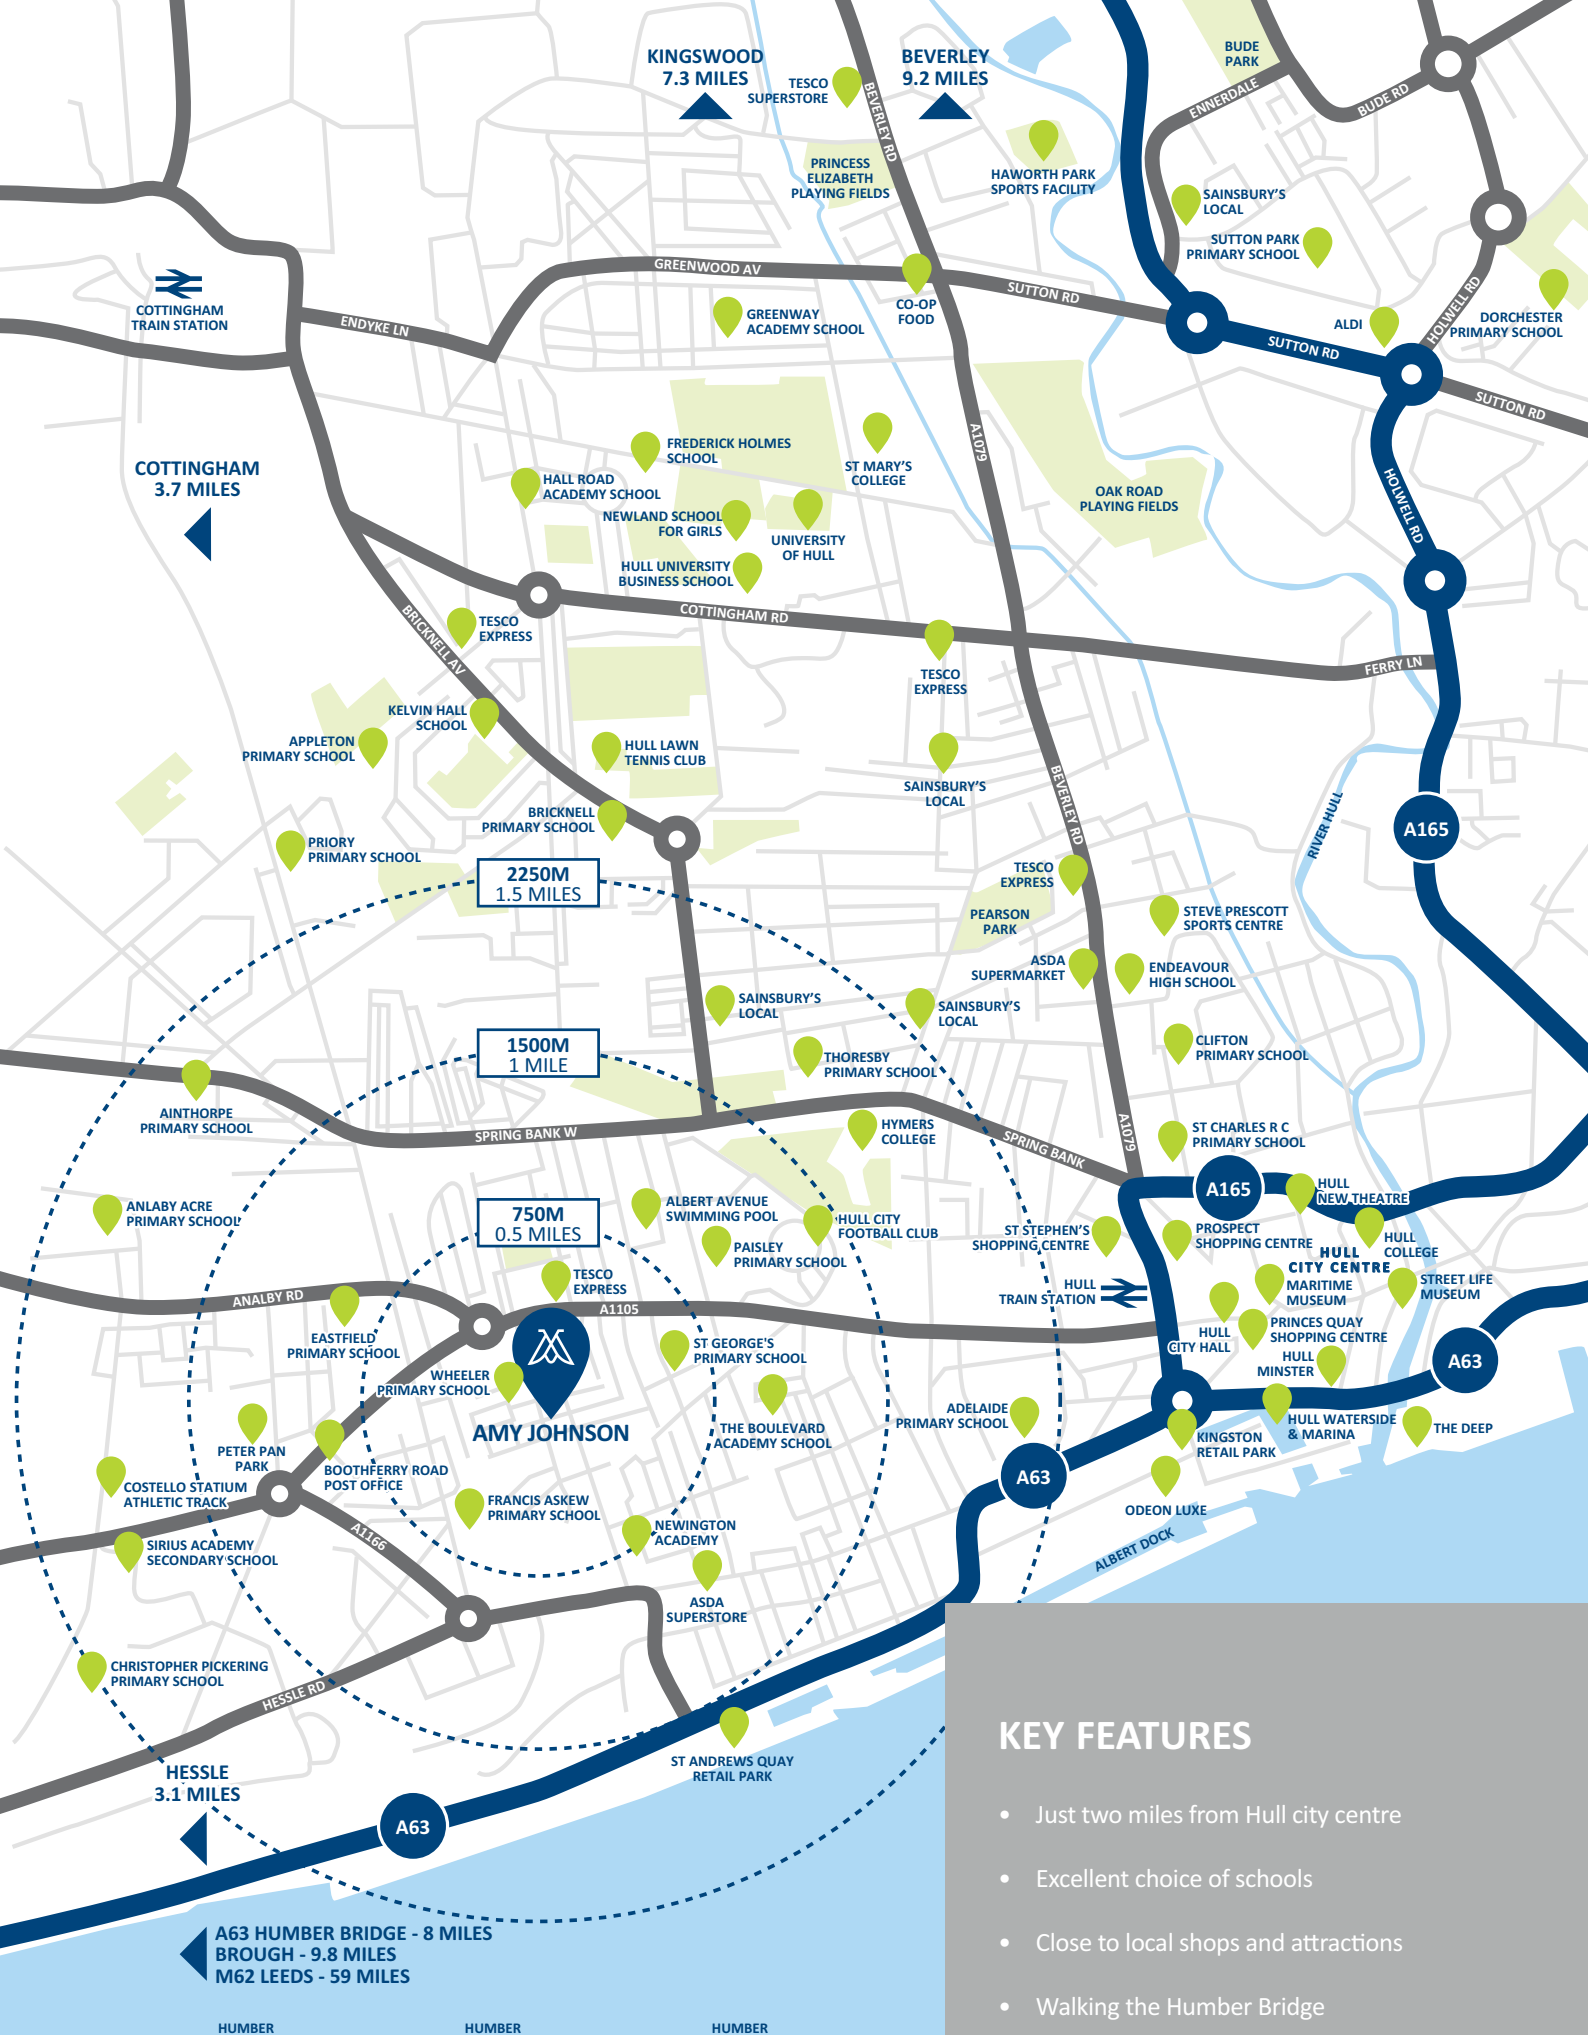 KINGSWOOD
7.3 MILES
BEVERLEY
9.2 MILES
TESCO
SUPERSTORE
BEVERLEY RD
BUDE
PARK
ENNERDALE
BUDE RD
PRINCESS
ELIZABETH
PLAYING FIELDS
HAWORTH PARK
SPORTS FACILITY
SAINSBURY'S
LOCAL
SUTTON PARK
PRIMARY SCHOOL
COTTINGHAM
TRAIN STATION
ENDYKE LN
GREENWOOD AV
GREENWAY
ACADEMY SCHOOL
CO-OP
FOOD
SUTTON RD
SUTTON RD
ALDI
HOLWELL RD
DORCHESTER
PRIMARY SCHOOL
SUTTON RD
COTTINGHAM
3.7 MILES
FREDERICK HOLMES
SCHOOL
HALL ROAD
ACADEMY SCHOOL
ST MARY'S
COLLEGE
A1079
NEWLAND SCHOOL
FOR GIRLS
UNIVERSITY
OF HULL
OAK ROAD
PLAYING FIELDS
HOLWELL RD
HULL UNIVERSITY
BUSINESS SCHOOL
COTTINGHAM RD
BRICKNELL AV
TESCO
EXPRESS
TESCO
EXPRESS
FERRY LN
KELVIN HALL
SCHOOL
APPLETON
PRIMARY SCHOOL
HULL LAWN
TENNIS CLUB
SAINSBURY'S
LOCAL
BEVERLEY RD
RIVER HULL
A165
BRICKNELL
PRIMARY SCHOOL
PRIORY
PRIMARY SCHOOL
2250M
1.5 MILES
TESCO
EXPRESS
PEARSON
PARK
STEVE PRESCOTT
SPORTS CENTRE
ASDA
SUPERMARKET
ENDEAVOUR
HIGH SCHOOL
SAINSBURY'S
LOCAL
SAINSBURY'S
LOCAL
1500M
1 MILE
THORESBY
PRIMARY SCHOOL
CLIFTON
PRIMARY SCHOOL
AINTHORPE
PRIMARY SCHOOL
SPRING BANK W
HYMERS
COLLEGE
SPRING BANK
A1079
ST CHARLES R C
PRIMARY SCHOOL
A165
HULL
NEW THEATRE
ANLABY ACRE
PRIMARY SCHOOL
750M
0.5 MILES
ALBERT AVENUE
SWIMMING POOL
PAISLEY
PRIMARY SCHOOL
HULL CITY
FOOTBALL CLUB
ST STEPHEN'S
SHOPPING CENTRE
PROSPECT
SHOPPING CENTRE
HULL
COLLEGE
HULL
CITY CENTRE
TESCO
EXPRESS
HULL
TRAIN STATION
MARITIME
MUSEUM
STREET LIFE
MUSEUM
ANALBY RD
A1105
EASTFIELD
PRIMARY SCHOOL
ST GEORGE'S
PRIMARY SCHOOL
HULL
CITY HALL
PRINCES QUAY
SHOPPING CENTRE
HULL
MINSTER
A63
WHEELER
PRIMARY SCHOOL
AMY JOHNSON
THE BOULEVARD
ACADEMY SCHOOL
ADELAIDE
PRIMARY SCHOOL
HULL WATERSIDE
& MARINA
THE DEEP
KINGSTON
RETAIL PARK
PETER PAN
PARK
BOOTHFERRY ROAD
POST OFFICE
A63
COSTELLO STATIUM
ATHLETIC TRACK
FRANCIS ASKEW
PRIMARY SCHOOL
ODEON LUXE
NEWINGTON
ACADEMY
A1166
ALBERT DOCK
SIRIUS ACADEMY
SECONDARY SCHOOL
ASDA
SUPERSTORE
CHRISTOPHER PICKERING
PRIMARY SCHOOL
HESSLE RD
ST ANDREWS QUAY
RETAIL PARK
HESSLE
3.1 MILES
A63
A63 HUMBER BRIDGE - 8 MILES
BROUGH - 9.8 MILES
M62 LEEDS - 59 MILES
HUMBER
HUMBER
HUMBER
KEY FEATURES
• Just two miles from Hull city centre
• Excellent choice of schools
• Close to local shops and attractions
• Walking the Humber Bridge